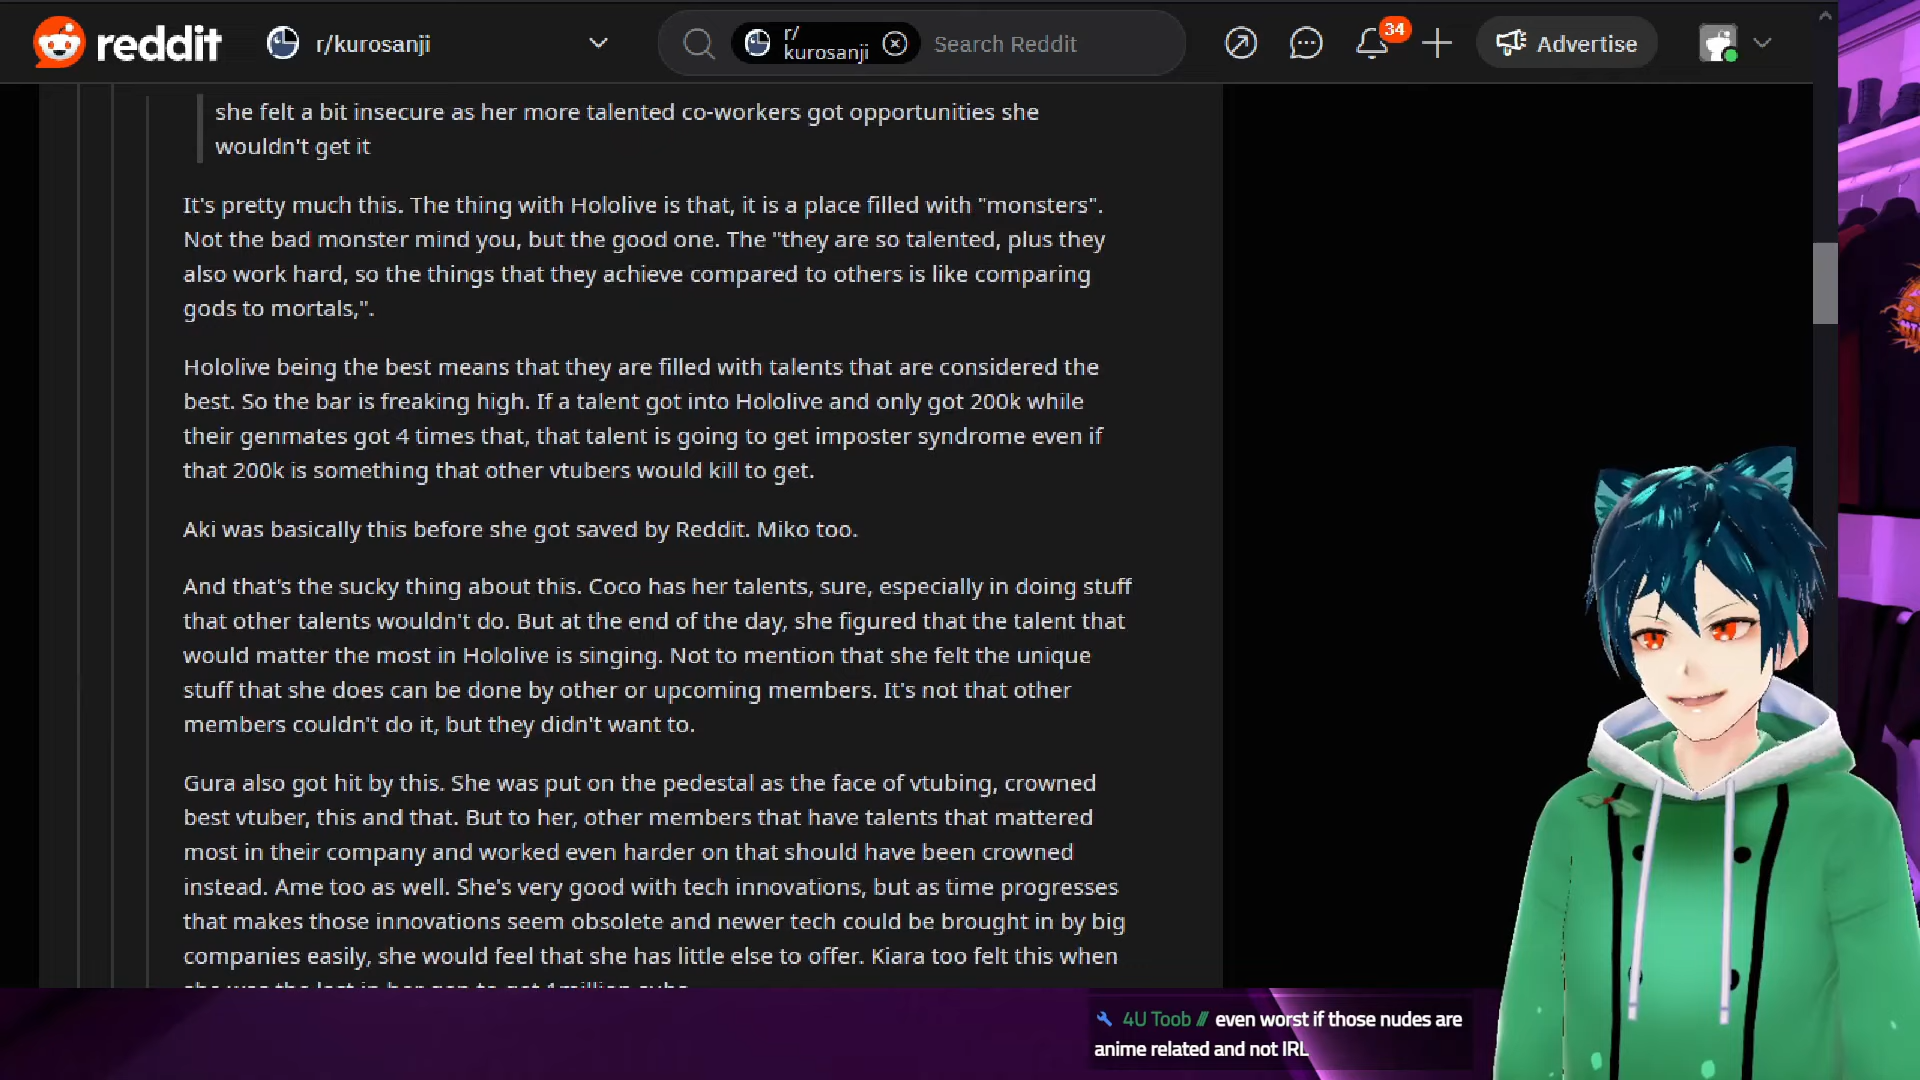 reddit
r/kurosanji
r/
kurosanji
Search Reddit
34
Advertise
she felt a bit insecure as her more talented co-workers got opportunities she
wouldn't get it
It's pretty much this. The thing with Hololive is that, it is a place filled with "monsters".
Not the bad monster mind you, but the good one. The "they are so talented, plus they
also work hard, so the things that they achieve compared to others is like comparing
gods to mortals,".
Hololive being the best means that they are filled with talents that are considered the
best. So the bar is freaking high. If a talent got into Hololive and only got 200k while
their genmates got 4 times that, that talent is going to get imposter syndrome even if
that 200k is something that other vtubers would kill to get.
Aki was basically this before she got saved by Reddit. Miko too.
And that's the sucky thing about this. Coco has her talents, sure, especially in doing stuff
that other talents wouldn't do. But at the end of the day, she figured that the talent that
would matter the most in Hololive is singing. Not to mention that she felt the unique
stuff that she does can be done by other or upcoming members. It's not that other
members couldn't do it, but they didn't want to.
Gura also got hit by this. She was put on the pedestal as the face of vtubing, crowned
best vtuber, this and that. But to her, other members that have talents that mattered
most in their company and worked even harder on that should have been crowned
instead. Ame too as well. She's very good with tech innovations, but as time progresses
that makes those innovations seem obsolete and newer tech could be brought in by big
companies easily, she would feel that she has little else to offer. Kiara too felt this when
she was the last in her gen to get 1million subs.
4U Toob // even worst if those nudes are
anime related and not IRL